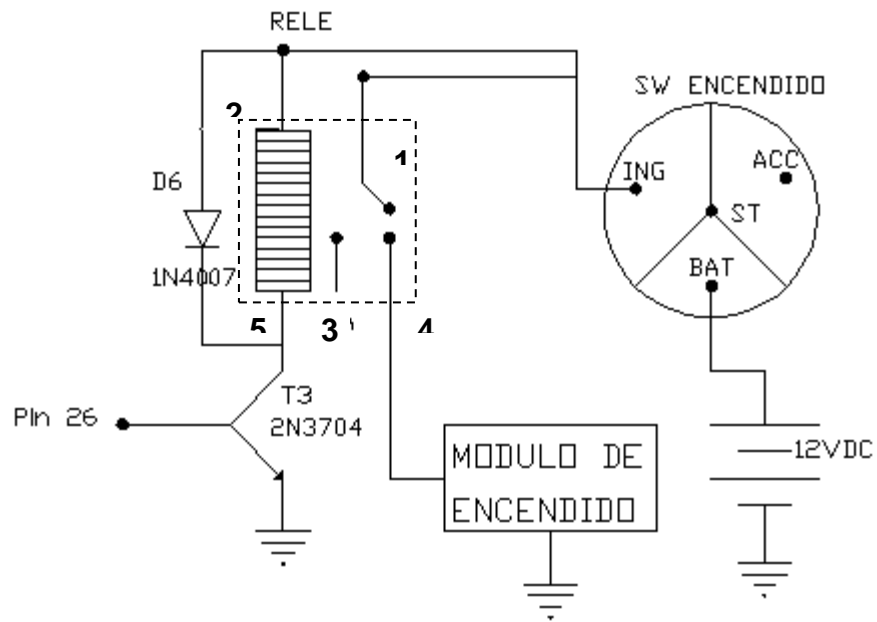 RELE
SW ENCENDIDO
2
1
ACC
ING
D6
ST
BAT
1N4007
5
3
4
T3
Pin 26
2N3704
12VDC
MODULO DE
ENCENDIDO